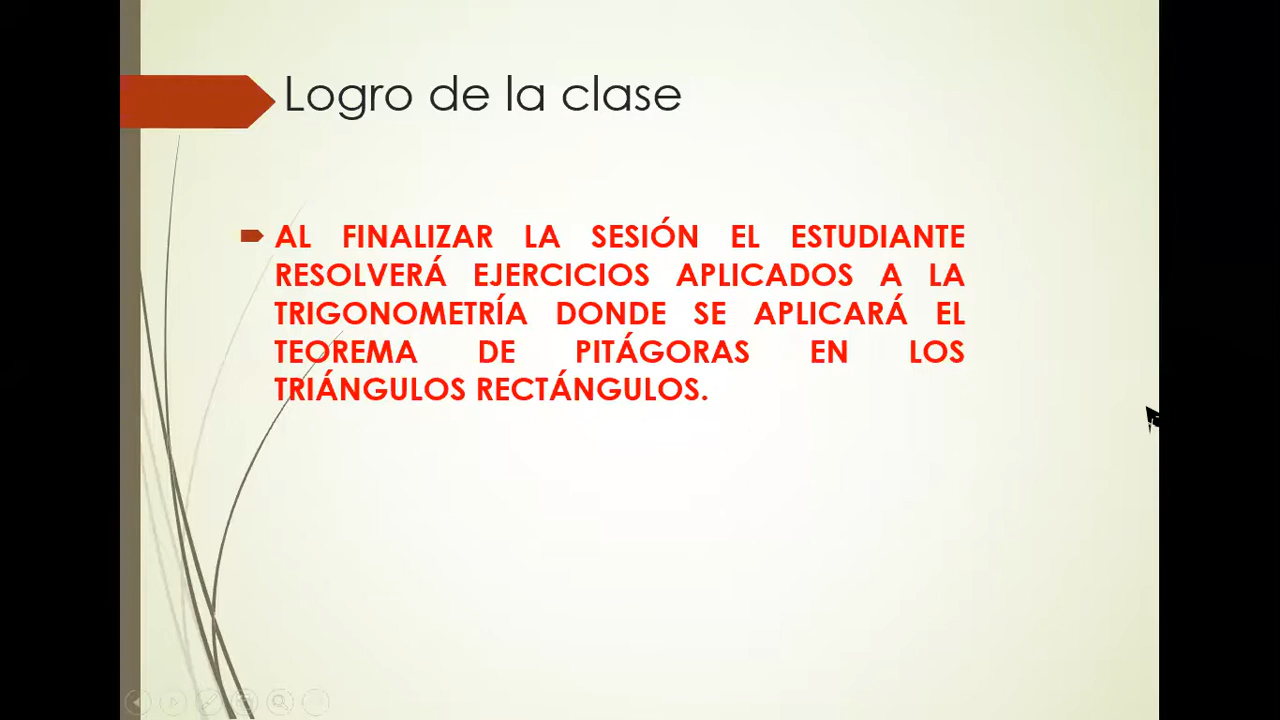 Logro de la clase
AL FINALIZAR LA SESIÓN EL ESTUDIANTE
RESOLVERÁ EJERCICIOS APLICADOS A LA
TRIGONOMETRÍA DONDE SE APLICARÁ EL
TEOREMA DE PITÁGORAS EN LOS
TRIÁNGULOS RECTÁNGULOS.